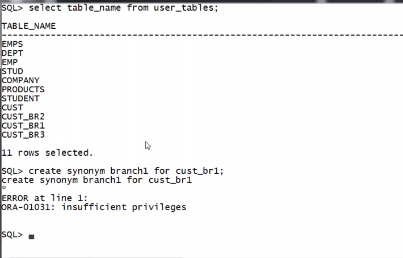 SQL> select table_name from user_tables;
TABLE_NAME
--------------------------------------------------------------------------------
EMPS
DEPT
EMP
STUD
COMPANY
PRODUCTS
STUDENT
CUST
CUST_BR2
CUST_BR1
CUST_BR3
11 rows selected.
SQL> create synonym branch1 for cust_br1;
create synonym branch1 for cust_br1
*
ERROR at line 1:
ORA-01031: insufficient privileges
SQL>